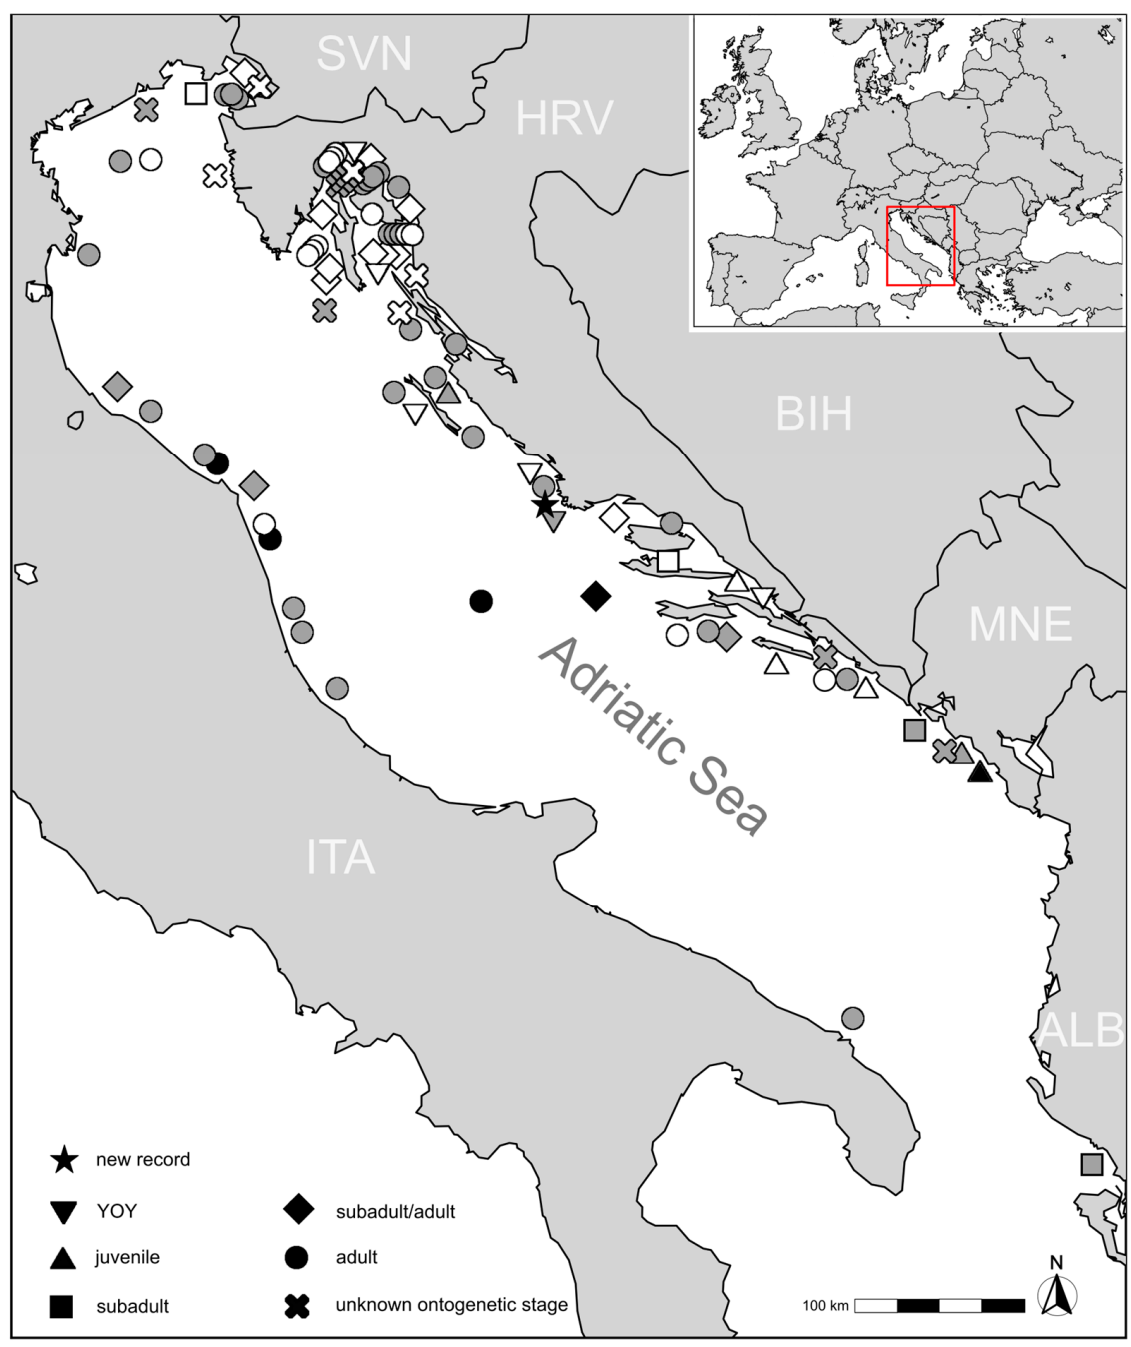 SVN
HRV
BIH
MNE
Adriatic Sea
ITA
ALB
new record
YOY
subadult/adult
juvenile
adult
subadult
unknown ontogenetic stage
100 km
N